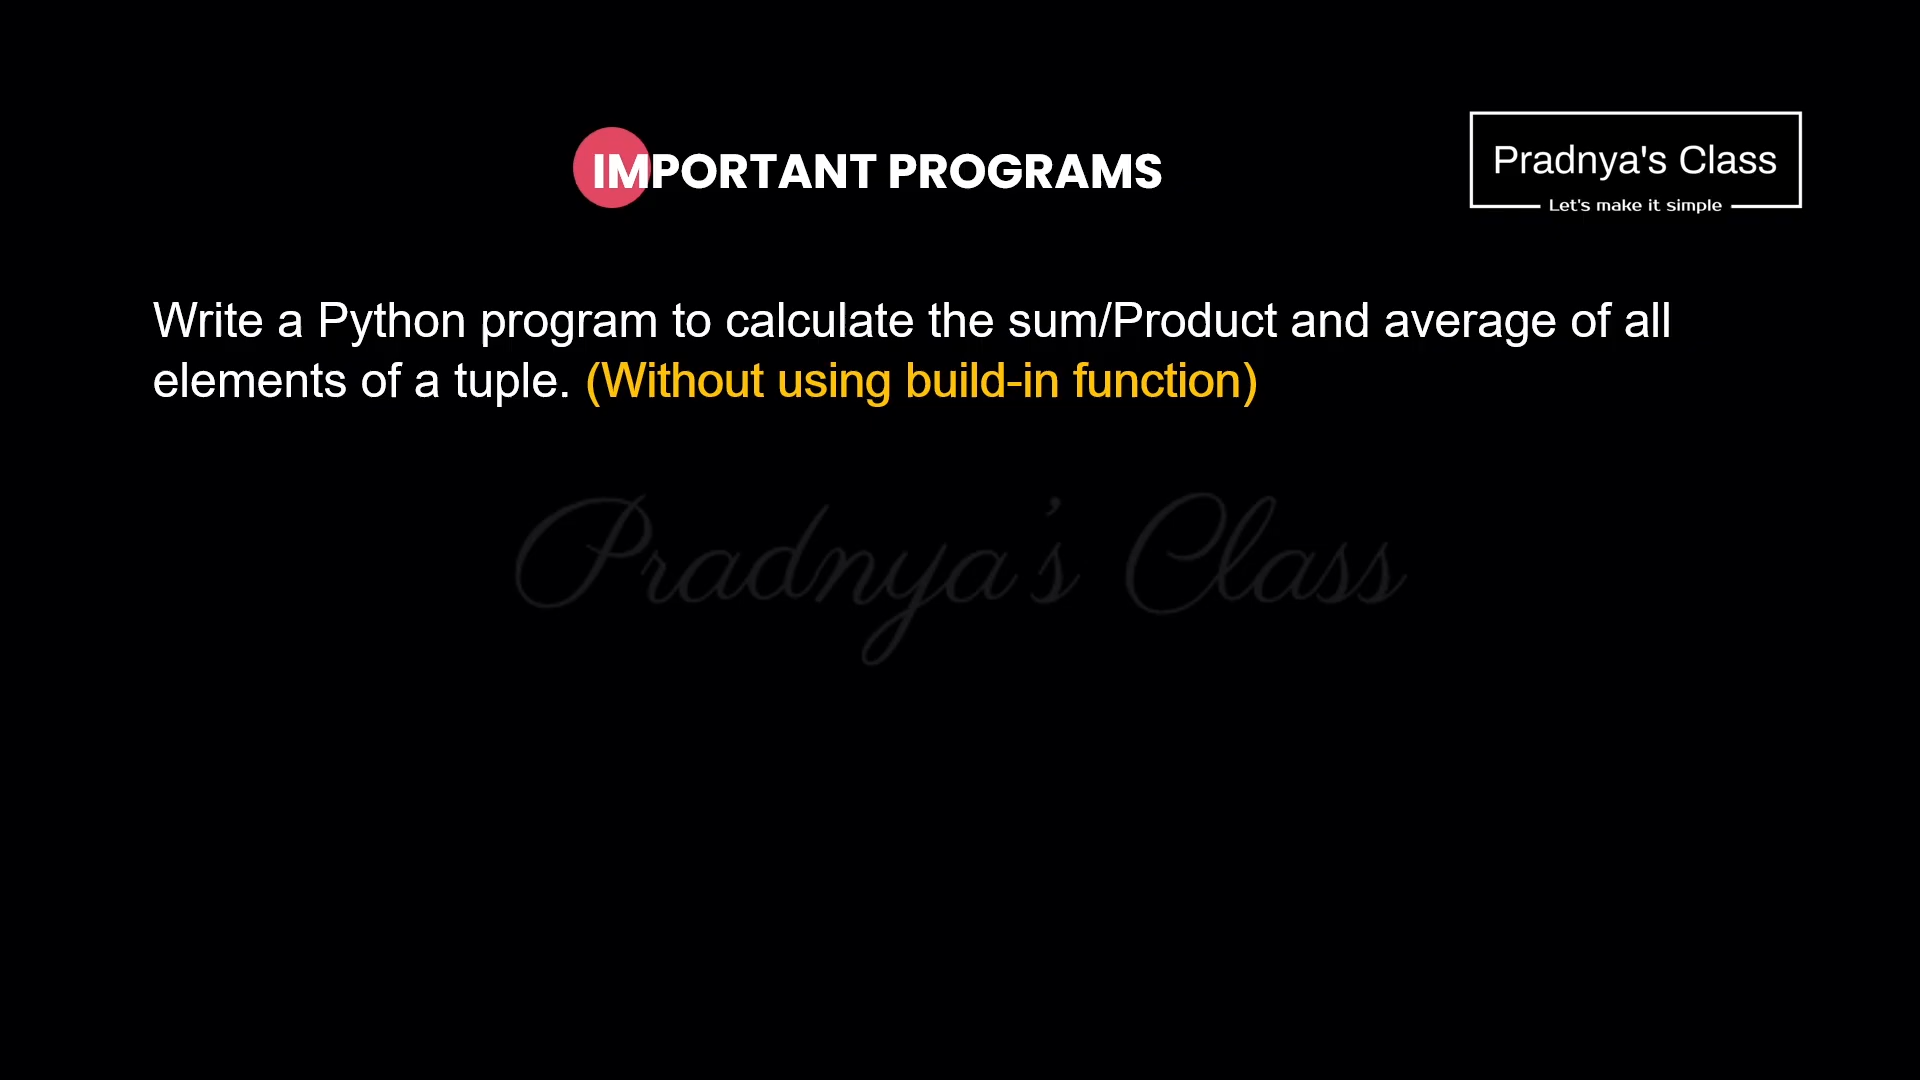 IMPORTANT PROGRAMS
Pradnya's Class
Let's make it simple
Write a Python program to calculate the sum/Product and average of all
elements of a tuple. (Without using build-in function)
Pradnya's Class